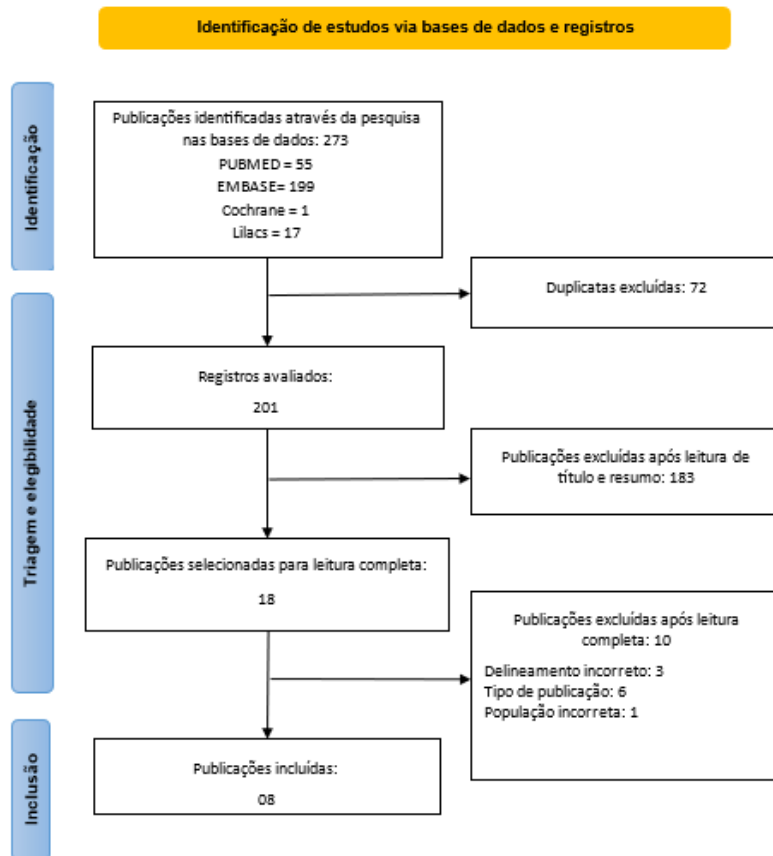 Identificação de estudos via bases de dados e registros
Identificação
Publicações identificadas através da pesquisa
nas bases de dados: 273
PUBMED = 55
EMBASE= 199
Cochrane = 1
Lilacs = 17
Duplicatas excluídas: 72
Triagem e elegibilidade
Registros avaliados:
201
Publicações excluídas após leitura de
título e resumo: 183
Publicações selecionadas para leitura completa:
18
Publicações excluídas após leitura
completa: 10
Delineamento incorreto: 3
Tipo de publicação: 6
População incorreta: 1
Inclusão
Publicações incluídas:
08